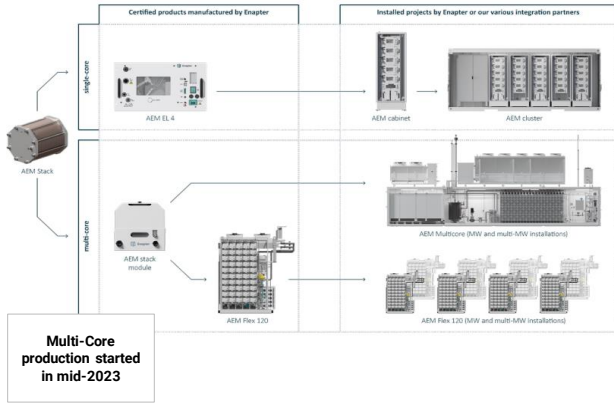 Certified products manufactured by Enapter
Installed projects by Enapter or our various integration partners
single-core
Enapter
AEM EL 4
AEM cabinet
AEM cluster
AEM Stack
multi-core
Enapter
AEM stack
module
AEM Flex 120
AEM Multicore (MW and multi-MW installations)
AEM Flex 120 (MW and multi-MW installations)
Multi-Core
production started
in mid-2023